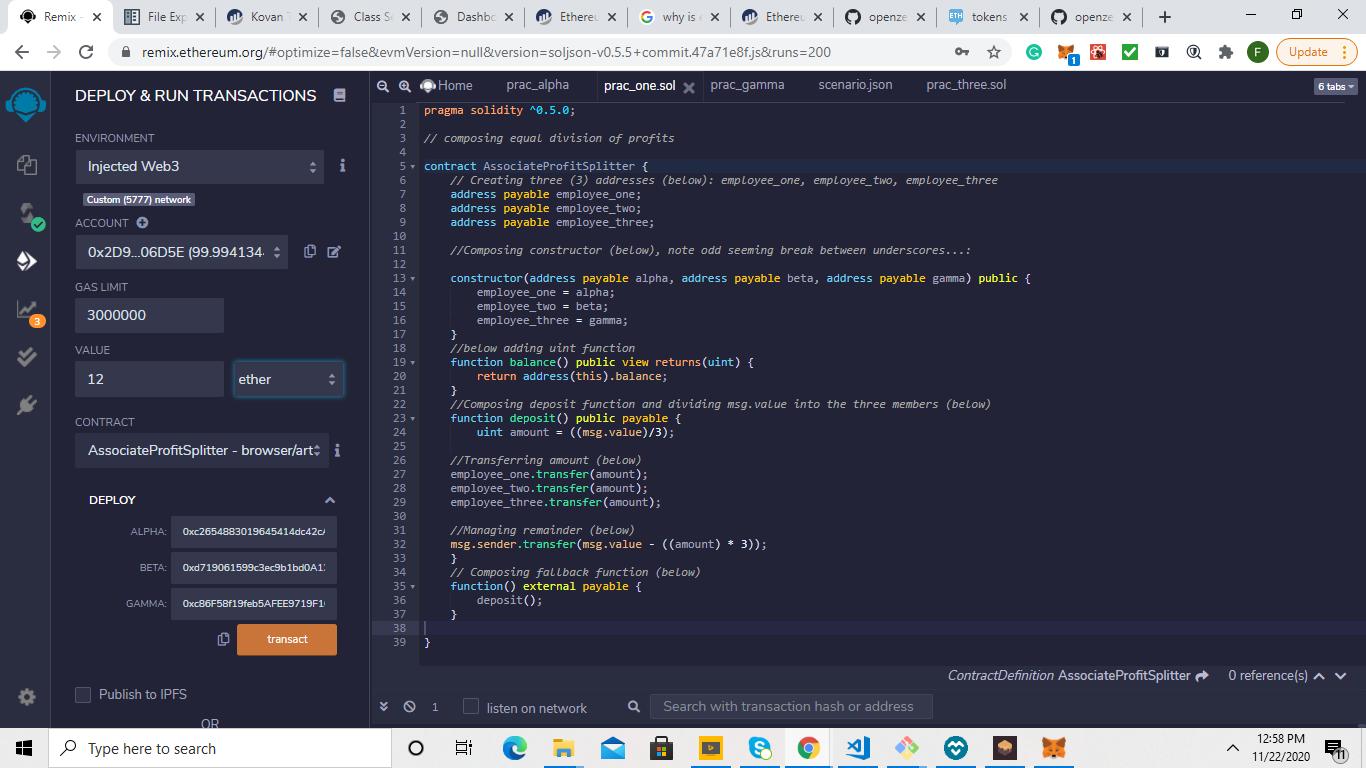 Remix -
File Exp
Kovan T
Class Se
Dashbo
Ethereu
why is e
Ethereu
openze
tokens
openze
remix.ethereum.org/#optimize=false&evmVersion=null&version=soljson-v0.5.5+commit.47a71e8f.js&runs=200
1
F
Update
DEPLOY & RUN TRANSACTIONS
ENVIRONMENT
Injected Web3
Custom (5777) network
ACCOUNT
0x2D9...06D5E (99.994134
GAS LIMIT
3000000
VALUE
12
ether
CONTRACT
AssociateProfitSplitter - browser/art
DEPLOY
ALPHA:
0xc2654883019645414dc42cA
BETA:
0xd719061599c3ec9b1bd0A1
GAMMA:
0xc86F58f19feb5AFEE9719F1
transact
Publish to IPFS
OR
3
Home
prac_alpha
prac_one.sol
prac_gamma
scenario.json
prac_three.sol
6 tabs
1 pragma solidity ^0.5.0;
2
3 // composing equal division of profits
4
5 contract AssociateProfitSplitter {
6 // Creating three (3) addresses (below): employee_one, employee_two, employee_three
7 address payable employee_one;
8 address payable employee_two;
9 address payable employee_three;
10
11 //Composing constructor (below), note odd seeming break between underscores...:
12
13 constructor(address payable alpha, address payable beta, address payable gamma) public {
14 employee_one = alpha;
15 employee_two = beta;
16 employee_three = gamma;
17 }
18 //below adding uint function
19 function balance() public view returns(uint) {
20 return address(this).balance;
21 }
22 //Composing deposit function and dividing msg.value into the three members (below)
23 function deposit() public payable {
24 uint amount = ((msg.value)/3);
25
26 //Transferring amount (below)
27 employee_one.transfer(amount);
28 employee_two.transfer(amount);
29 employee_three.transfer(amount);
30
31 //Managing remainder (below)
32 msg.sender.transfer(msg.value - ((amount) * 3));
33 }
34 // Composing fallback function (below)
35 function() external payable {
36 deposit();
37 }
38
39 }
ContractDefinition AssociateProfitSplitter
0 reference(s)
1
listen on network
Search with transaction hash or address
Type here to search
12:58 PM
11/22/2020
11